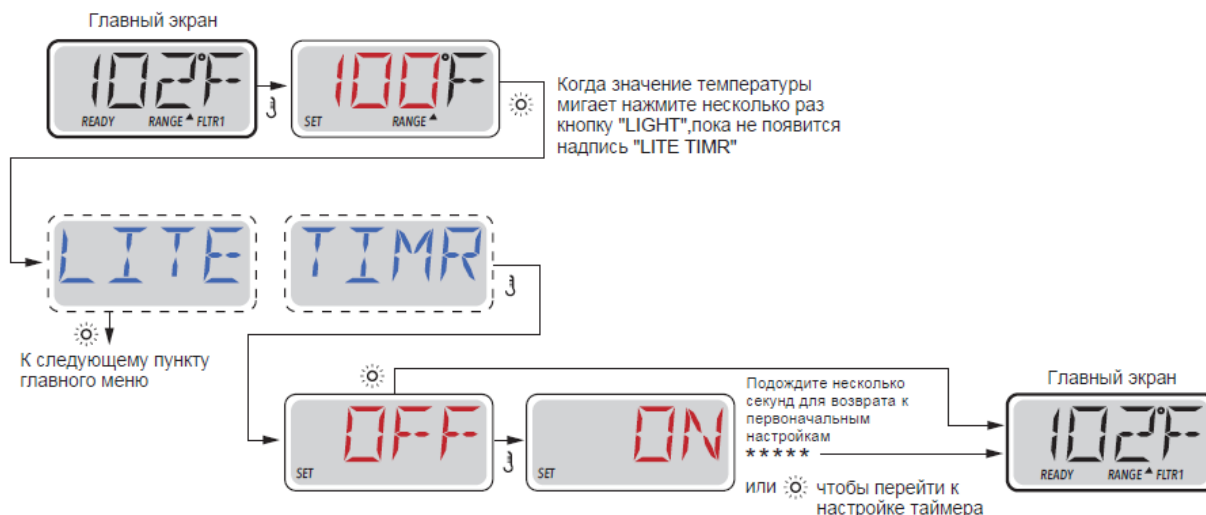 Главный экран
102°F
READY RANGE FLTR1
100°F
SET RANGE
Когда значение температуры
мигает нажмите несколько раз
кнопку "LIGHT",пока не появится
надпись "LITE TIMR"
LITE TIMR
К следующему пункту
главного меню
OFF
SET
ON
SET
Подождите несколько
секунд для возврата к
первоначальным
настройкам
*****
или чтобы перейти к
настройке таймера
Главный экран
102°F
READY RANGE FLTR1